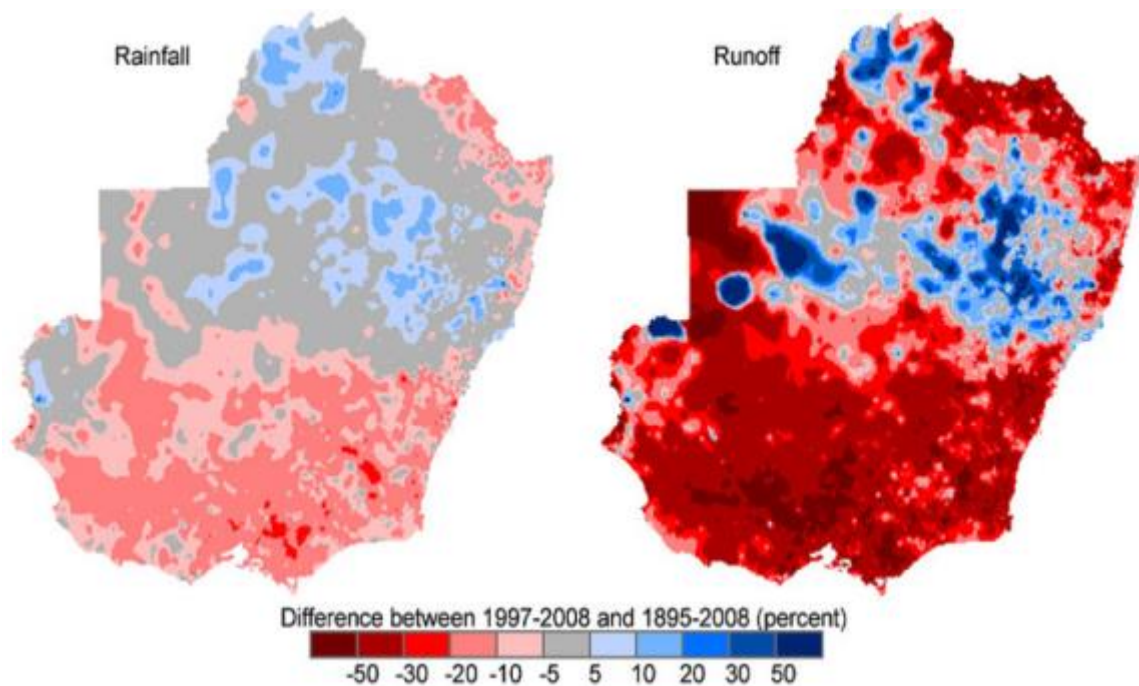 Rainfall
Runoff
Difference between 1997-2008 and 1895-2008 (percent)
-50 -30 -20 -10 -5 5 10 20 30 50